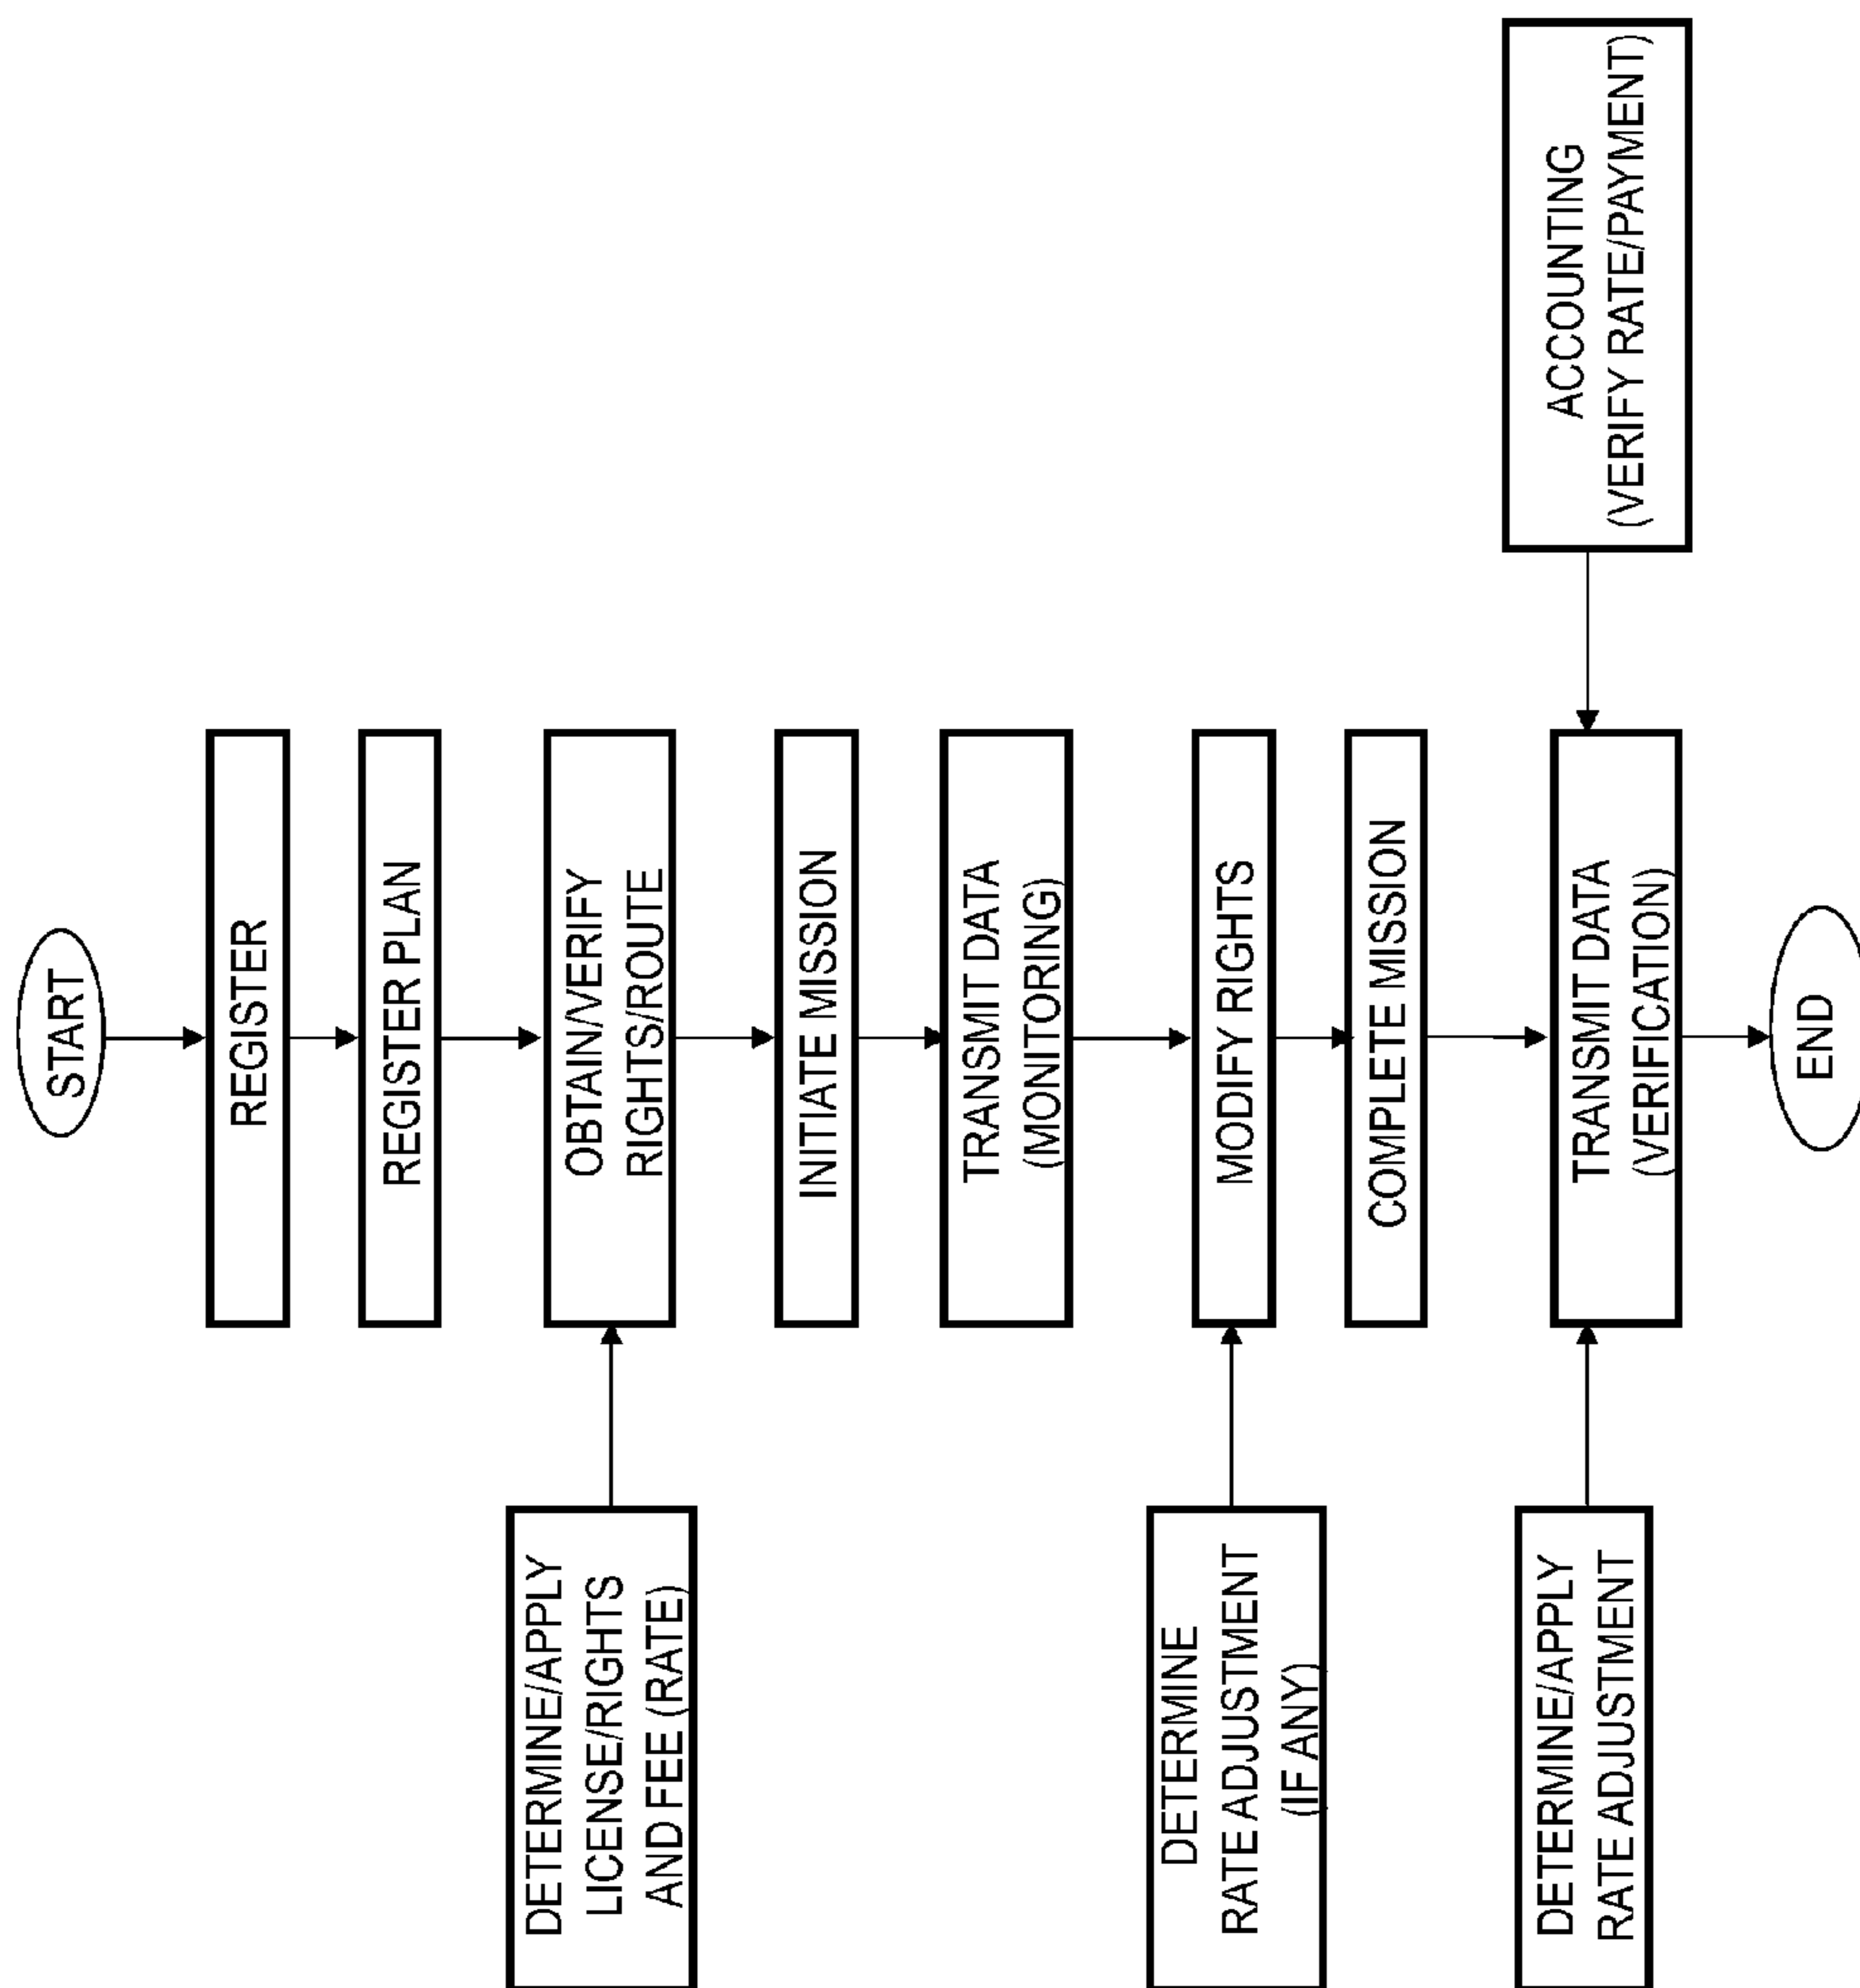 START
REGISTER
REGISTER PLAN
DETERMINE/APPLY
LICENSE/RIGHTS
AND FEE (RATE)
OBTAIN/VERIFY
RIGHTS/ROUTE
INITIATE MISSION
TRANSMIT DATA
(MONITORING)
DETERMINE
RATE ADJUSTMENT
(IF ANY)
MODIFY RIGHTS
COMPLETE MISSION
DETERMINE/APPLY
RATE ADJUSTMENT
TRANSMIT DATA
(VERIFICATION)
ACCOUNTING
(VERIFY RATE/PAYMENT)
END